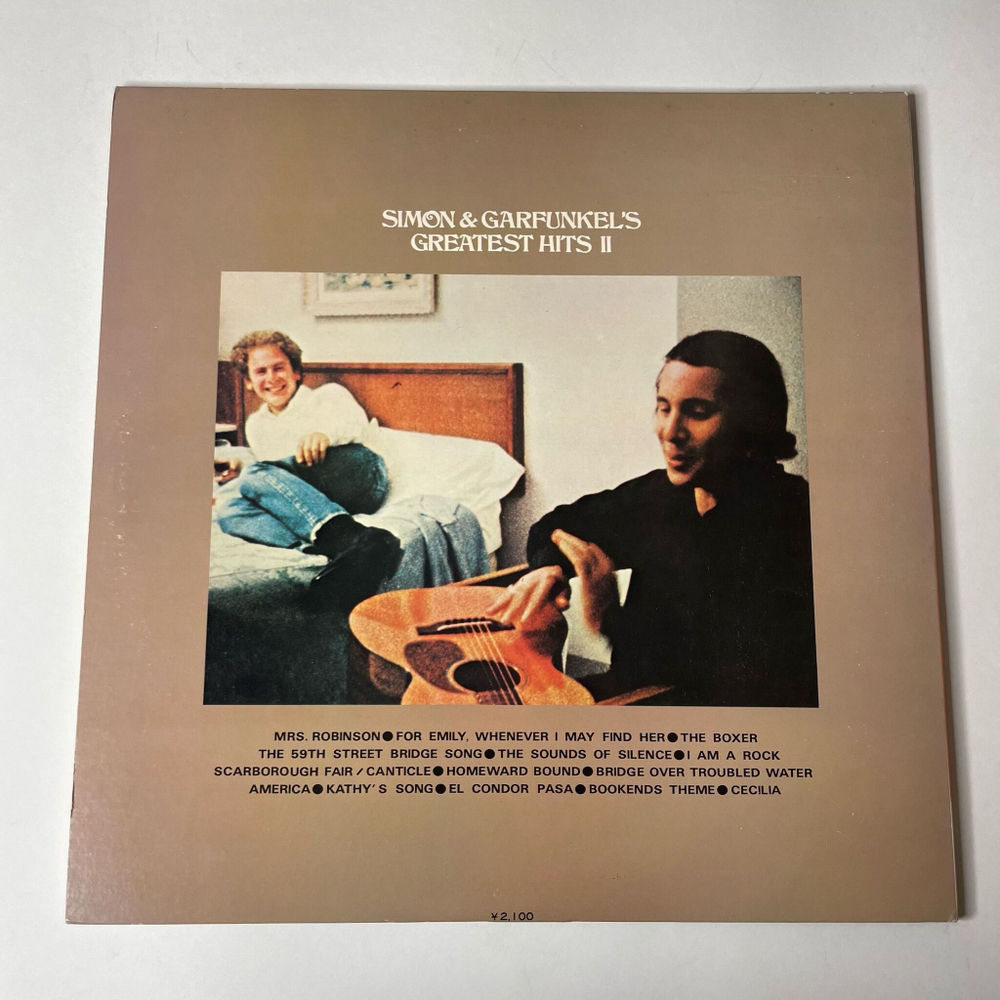 SIMON & GARFUNKEL'S
GREATEST HITS II
MRS. ROBINSON●FOR EMILY, WHENEVER I MAY FIND HER●THE BOXER
THE 59TH STREET BRIDGE SONG●THE SOUNDS OF SILENCE●I AM A ROCK
SCARBOROUGH FAIR/CANTICLE●HOMEWARD BOUND●BRIDGE OVER TROUBLED WATER
AMERICA●KATHY'S SONG●EL CONDOR PASA●BOOKENDS THEME●CECILIA
¥2,100